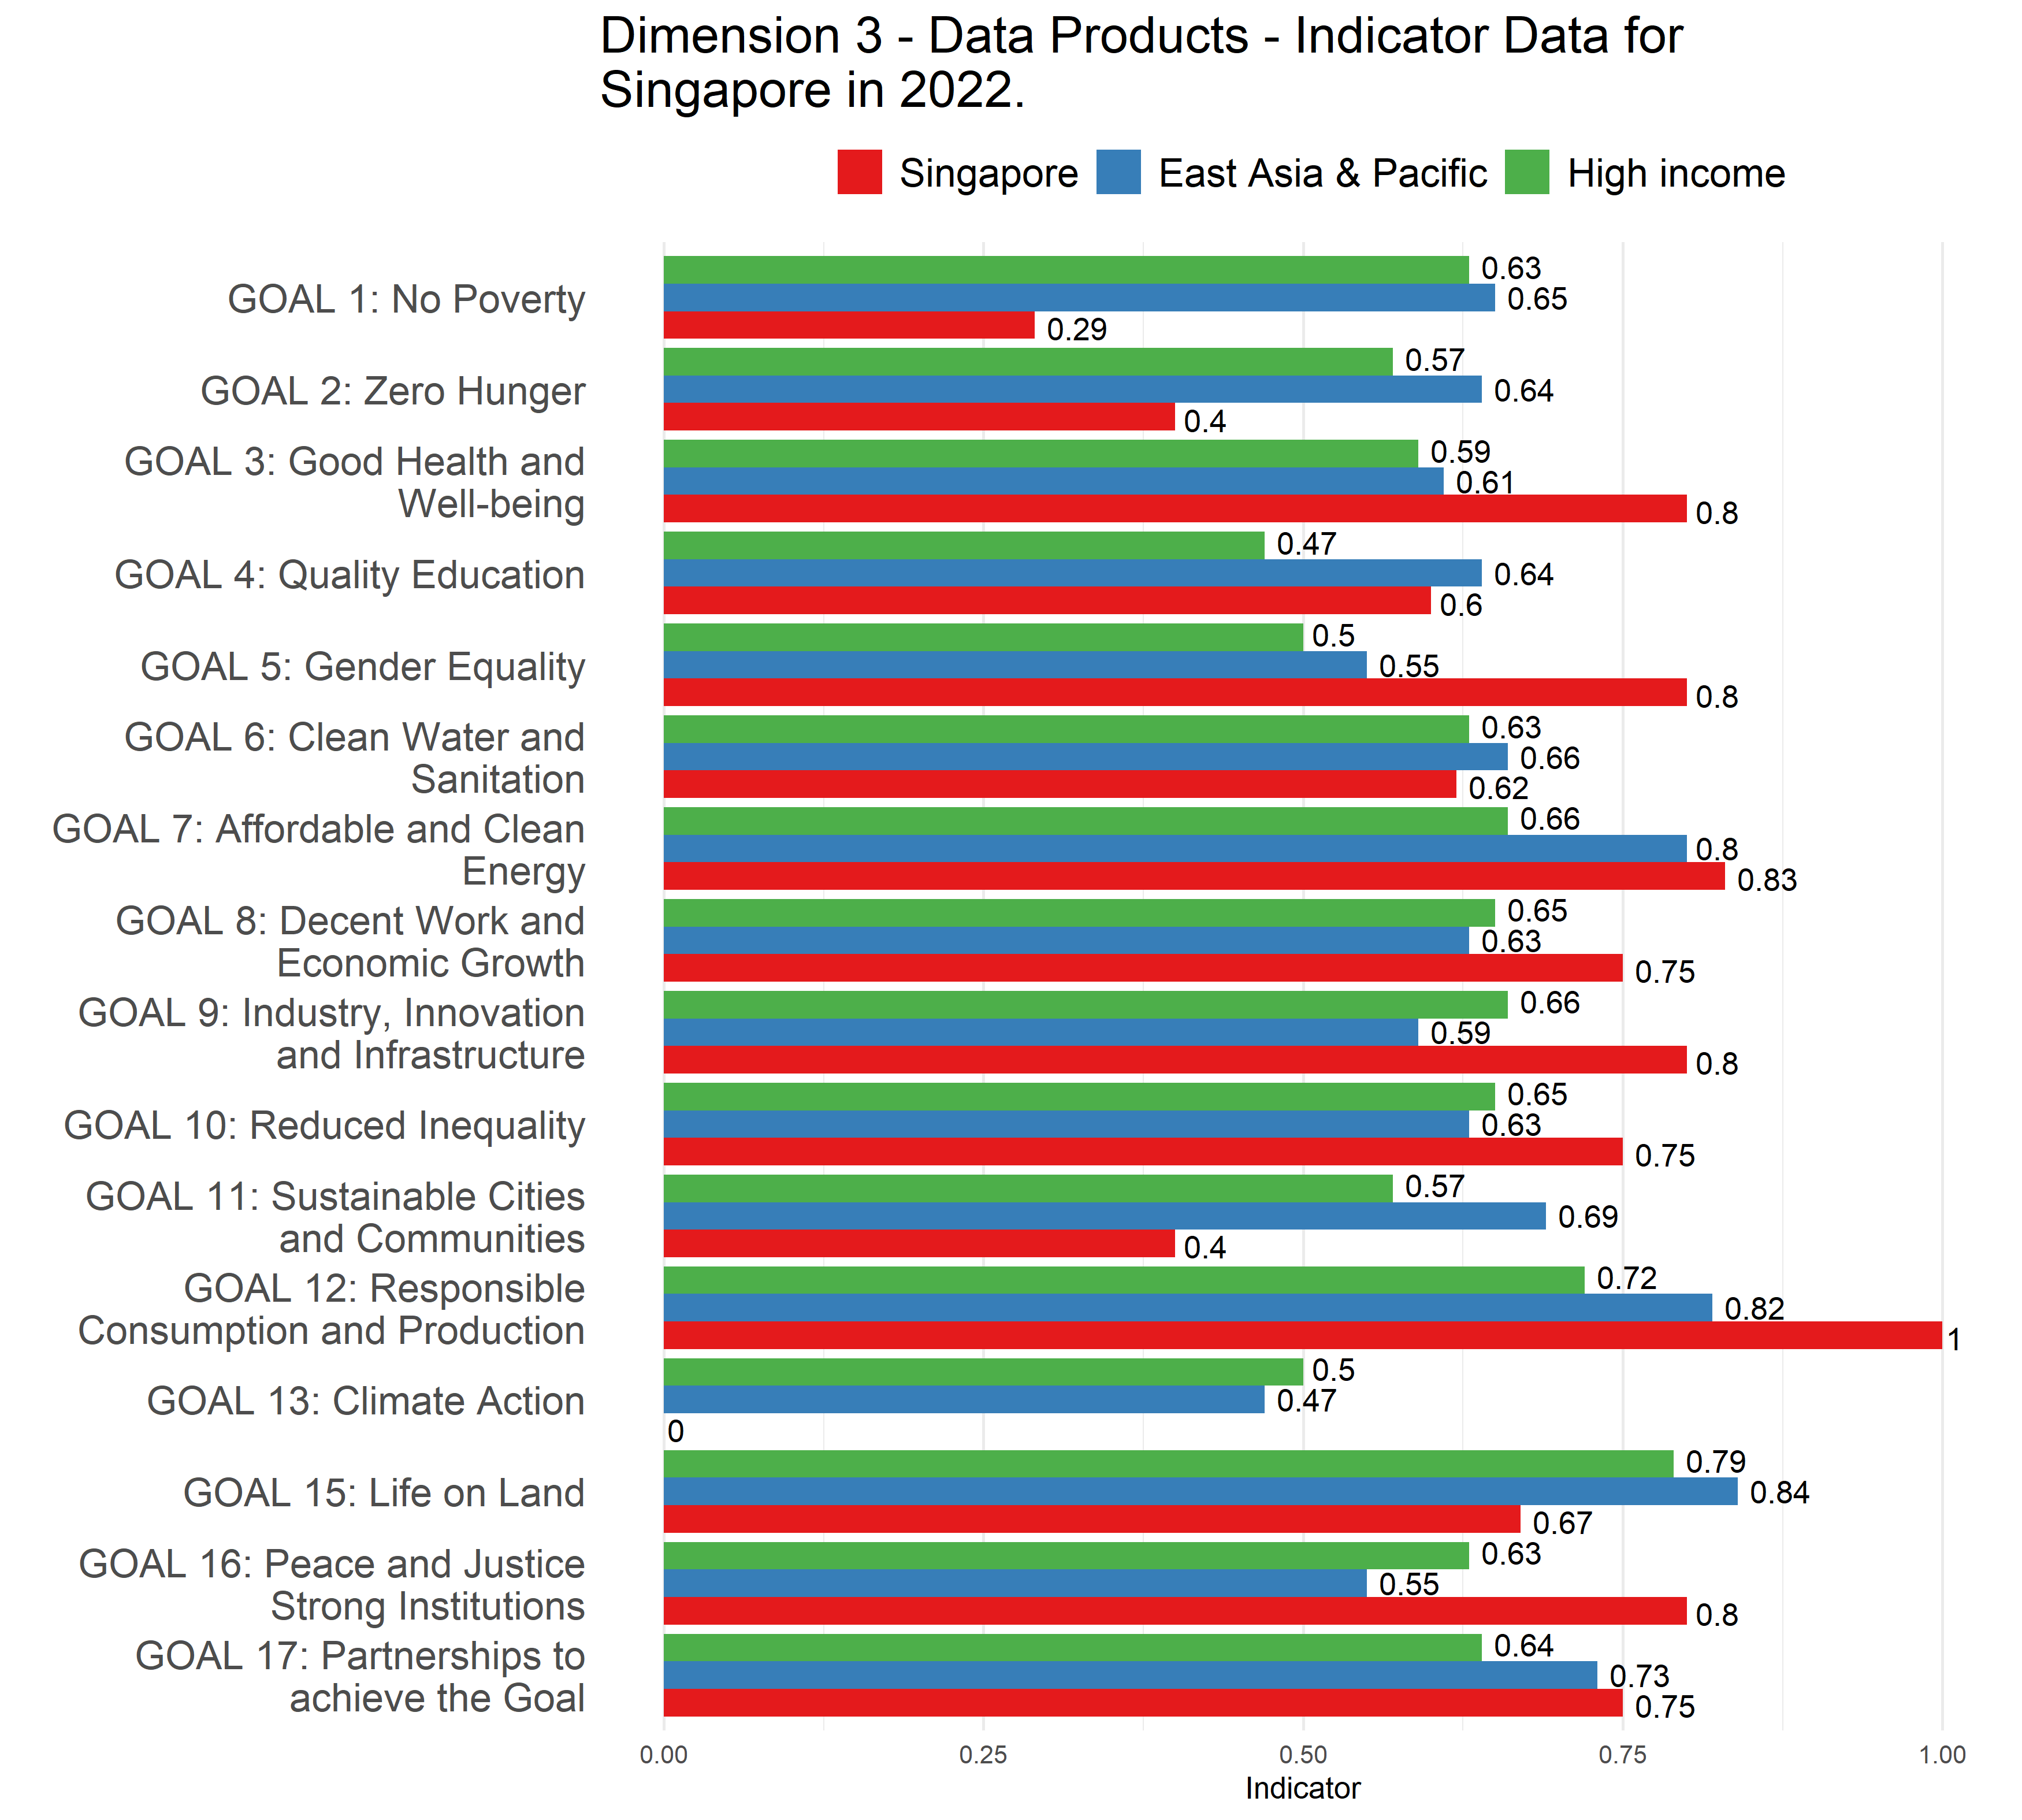 Dimension 3 - Data Products - Indicator Data for
Singapore in 2022.
Singapore East Asia & Pacific High income
GOAL 1: No Poverty
0.63
0.65
0.29
GOAL 2: Zero Hunger
0.57
0.64
0.4
GOAL 3: Good Health and
Well-being
0.59
0.61
0.8
GOAL 4: Quality Education
0.47
0.64
0.6
GOAL 5: Gender Equality
0.5
0.55
0.8
GOAL 6: Clean Water and
Sanitation
0.63
0.66
0.62
GOAL 7: Affordable and Clean
Energy
0.66
0.8
0.83
GOAL 8: Decent Work and
Economic Growth
0.65
0.63
0.75
GOAL 9: Industry, Innovation
and Infrastructure
0.66
0.59
0.8
GOAL 10: Reduced Inequality
0.65
0.63
0.75
GOAL 11: Sustainable Cities
and Communities
0.57
0.69
0.4
GOAL 12: Responsible
Consumption and Production
0.72
0.82
1
GOAL 13: Climate Action
0.5
0.47
0
GOAL 15: Life on Land
0.79
0.84
0.67
GOAL 16: Peace and Justice
Strong Institutions
0.63
0.55
0.8
GOAL 17: Partnerships to
achieve the Goal
0.64
0.73
0.75
0.00 0.25 0.50 0.75 1.00
Indicator